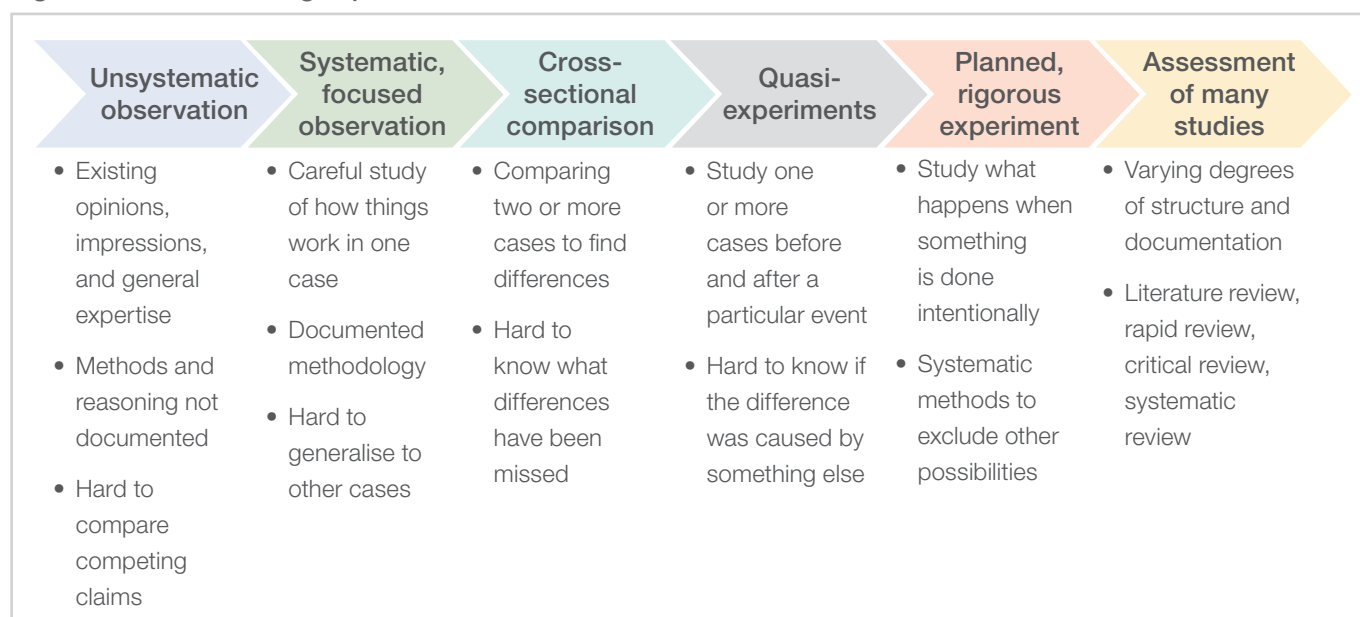 Unsystematic
observation
Systematic,
focused
observation
Cross-
sectional
comparison
Quasi-
experiments
Planned,
rigorous
experiment
Assessment
of many
studies
• Existing
opinions,
impressions,
and general
expertise
• Methods and
reasoning not
documented
• Hard to
compare
competing
claims
• Careful study
of how things
work in one
case
• Documented
methodology
• Hard to
generalise to
other cases
• Comparing
two or more
cases to find
differences
• Hard to
know what
differences
have been
missed
• Study one
or more
cases before
and after a
particular event
• Hard to know if
the difference
was caused by
something else
• Study what
happens when
something
is done
intentionally
• Systematic
methods to
exclude other
possibilities
• Varying degrees
of structure and
documentation
• Literature review,
rapid review,
critical review,
systematic
review